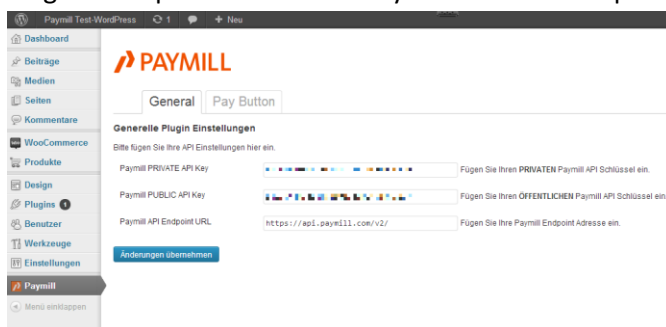 Paymill Test-WordPress 1 + Neu
Dashboard
Beiträge
Medien
Seiten
Kommentare
WooCommerce
Produkte
Design
Plugins 1
Benutzer
Werkzeuge
Einstellungen
Paymill
Menü einklappen
PAYMILL
General Pay Button
Generelle Plugin Einstellungen
Bitte fügen Sie Ihre API Einstellungen hier ein.
Paymill PRIVATE API Key Fügen Sie Ihren PRIVATEN Paymill API Schlüssel ein.
Paymill PUBLIC API Key Fügen Sie Ihren ÖFFENTLICHEN Paymill API Schlüssel ein
Paymill API Endpoint URL https://api.paymill.com/v2/ Fügen Sie Ihre Paymill Endpoint Adresse ein.
Änderungen übernehmen